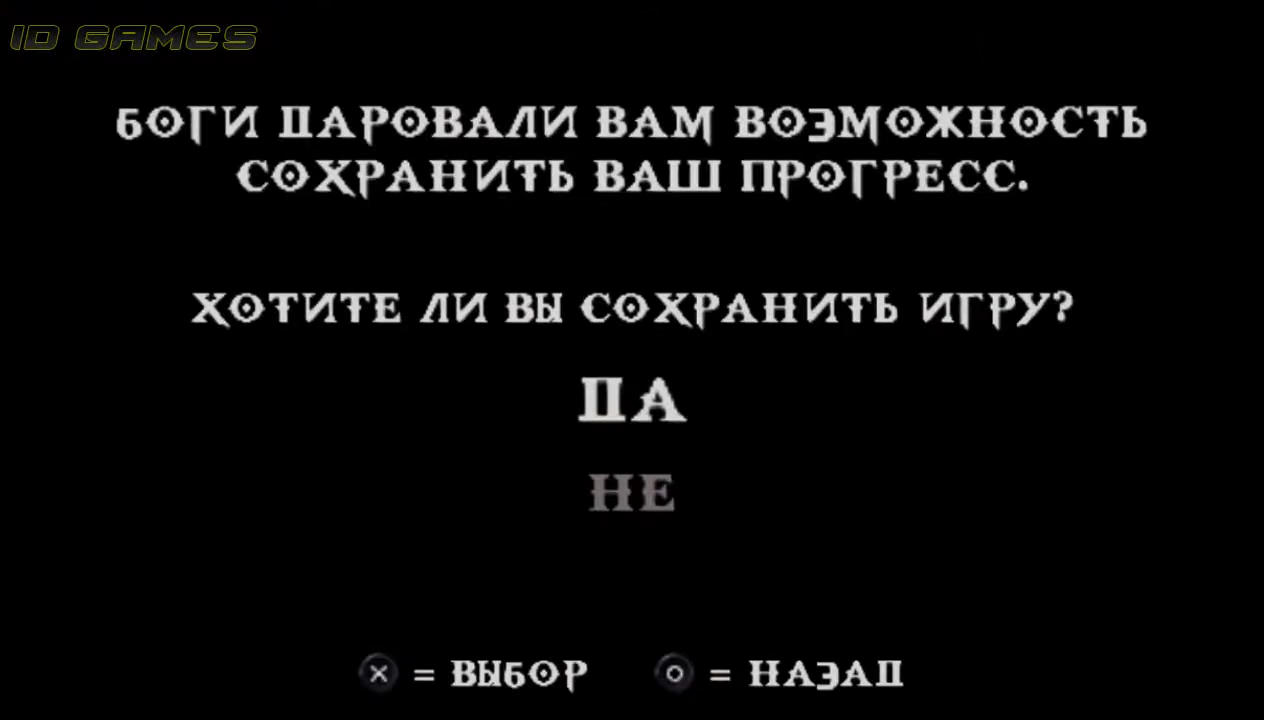 ID GAMES
БОГИ ДАРОВАЛИ ВАМ ВОЗМОЖНОСТЬ
СОХРАНИТЬ ВАШ ПРОГРЕСС.
ХОТИТЕ ЛИ ВЫ СОХРАНИТЬ ИГРУ?
ДА
НЕ
X = ВЫБОР O = НАЗАД